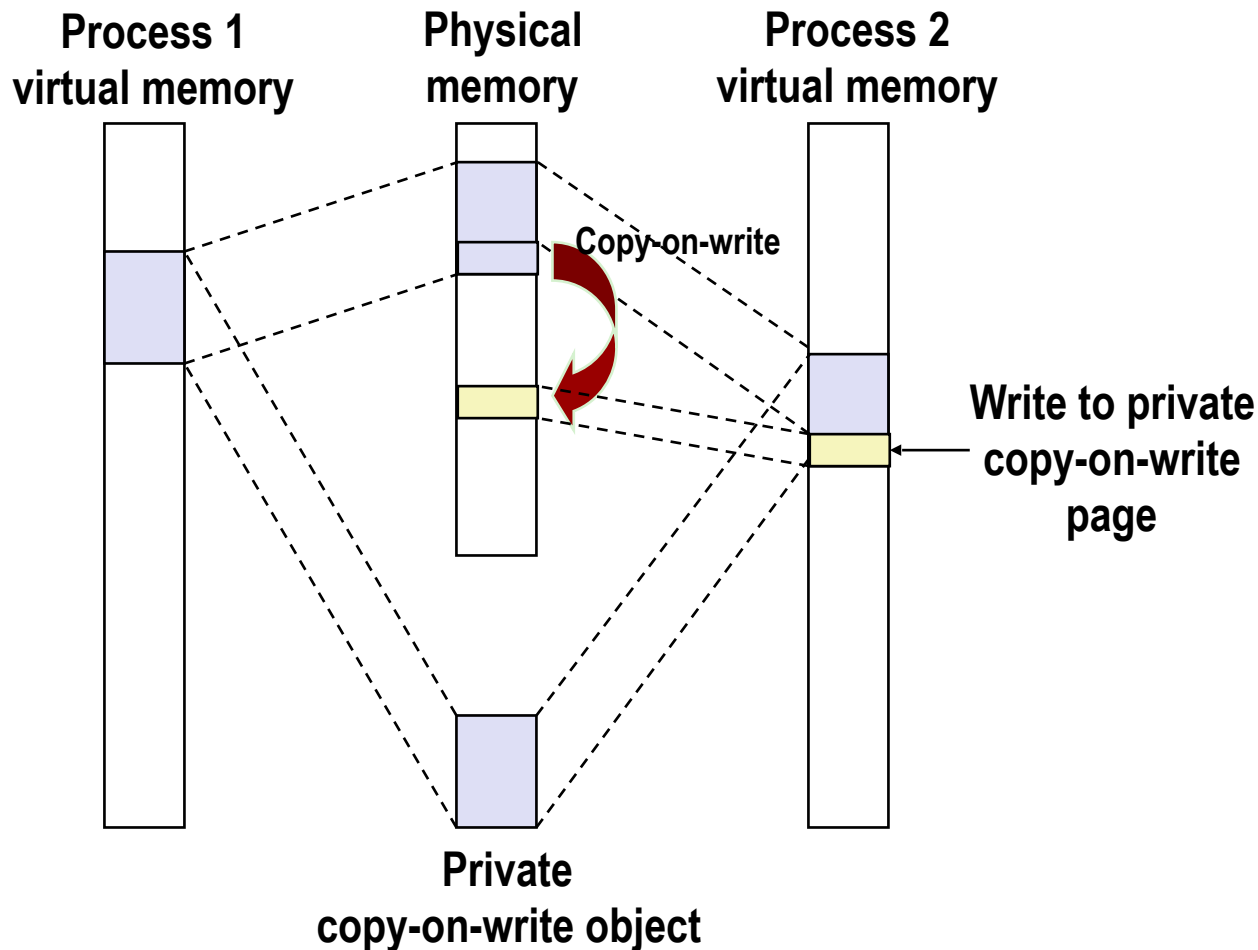 Process 1
virtual memory
Physical
memory
Process 2
virtual memory
Copy-on-write
Write to private
copy-on-write
page
Private
copy-on-write object